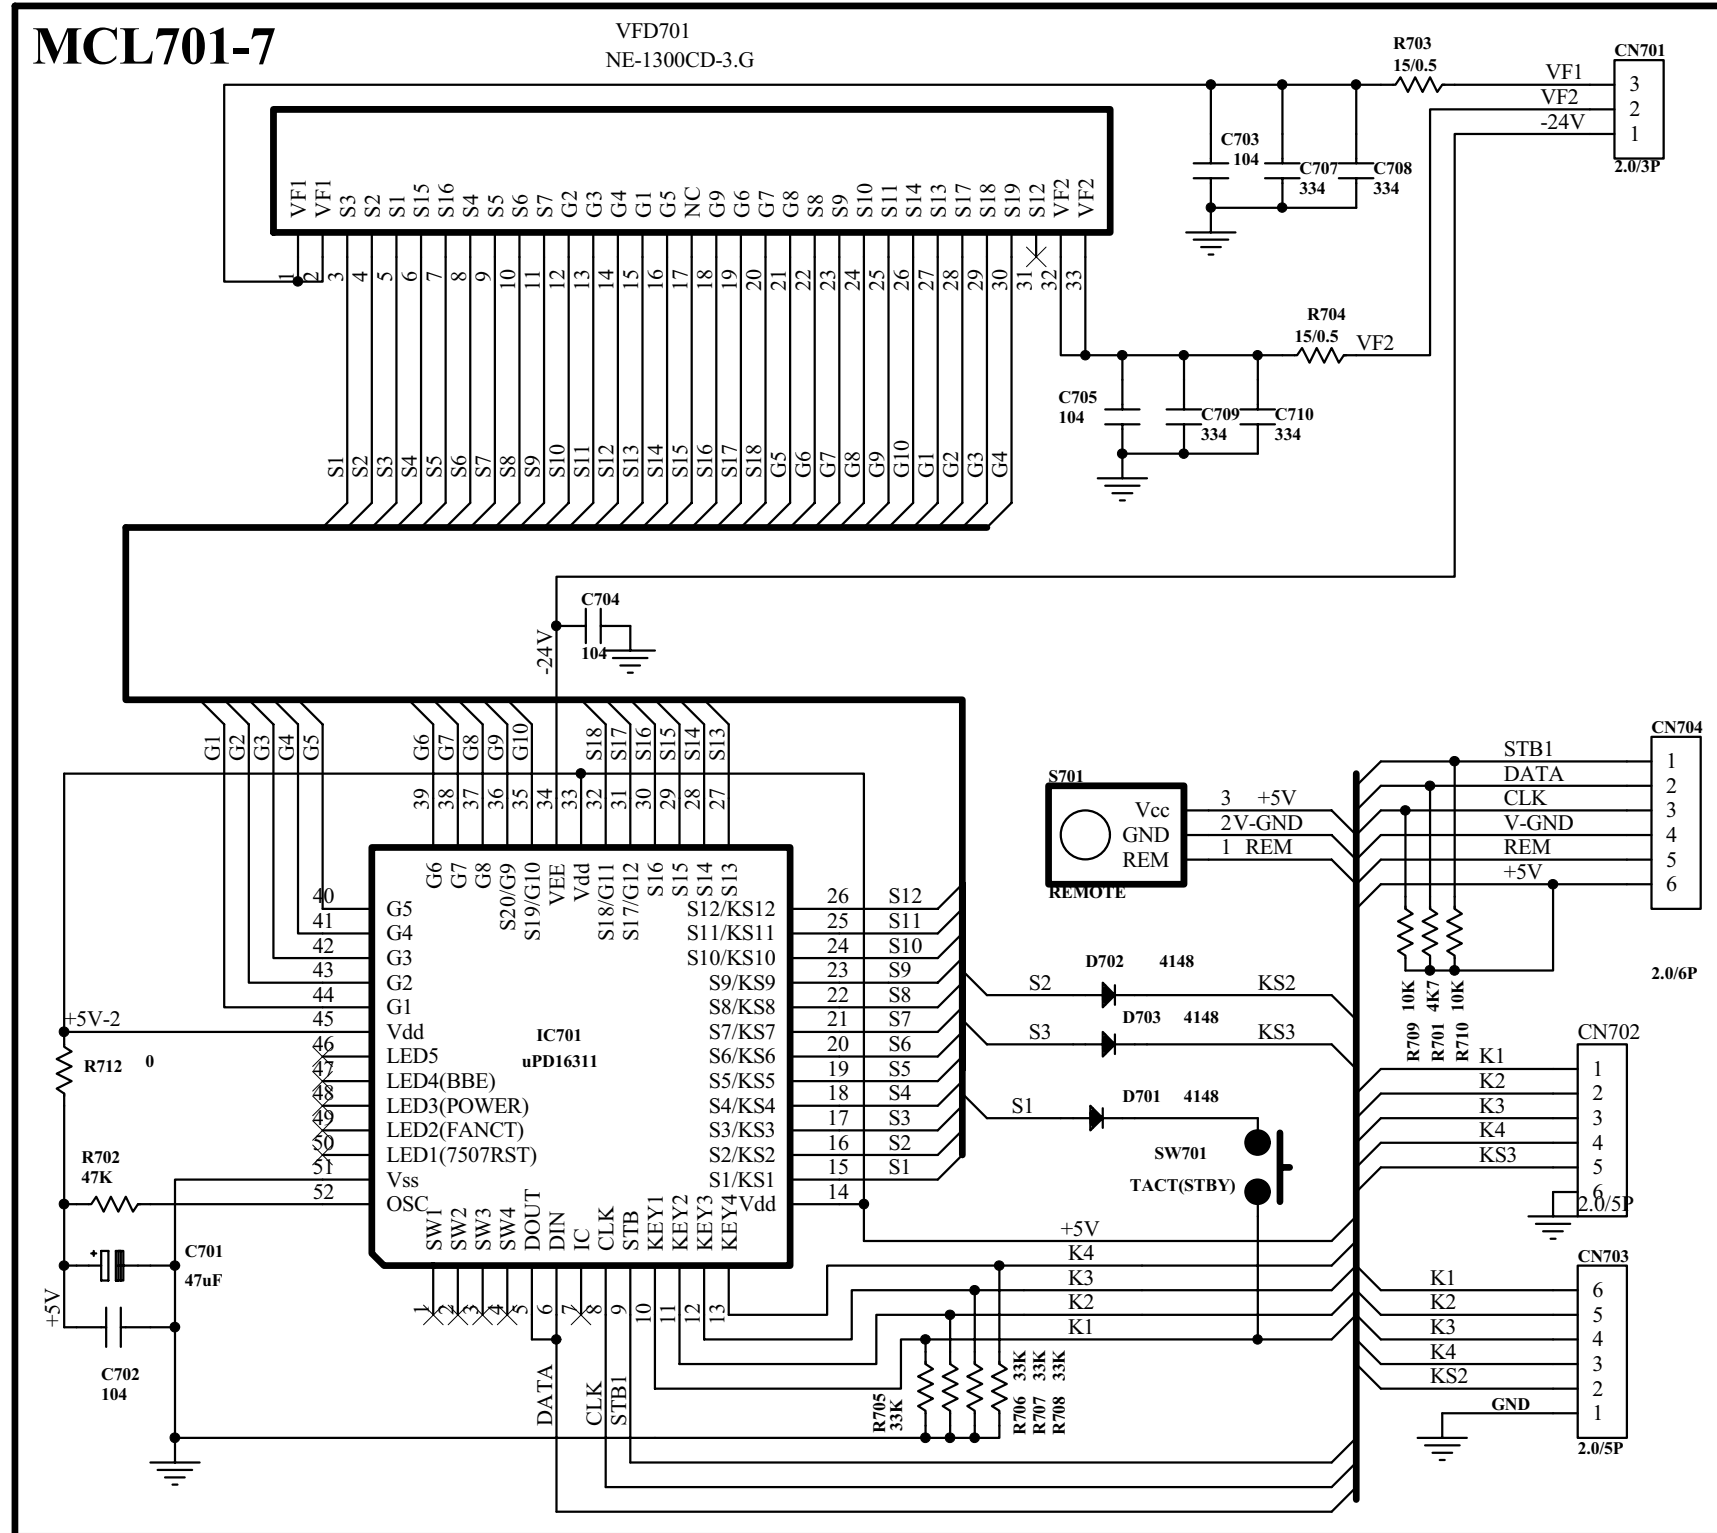 MCL701-7
VFD701
NE-1300CD-3.G
R703
15/0.5
CN701
VF1 3
VF2 2
-24V 1
2.0/3P
C703
104
C707
334
C708
334
VF1 VF1 S3 S2 S1 S15 S16 S4 S5 S6 S7 G2 G3 G4 G1 G5 NC G9 G6 G7 G8 S8 S9 S10 S11 S14 S13 S17 S18 S19 S12 VF2 VF2
1 2 3 4 5 6 7 8 9 10 11 12 13 14 15 16 17 18 19 20 21 22 23 24 25 26 27 28 29 30 31 32 33
R704
15/0.5
VF2
C705
104
C709
334
C710
334
S1 S2 S3 S4 S5 S6 S7 S8 S9 S10 S11 S12 S13 S14 S15 S16 S17 S18 G5 G6 G7 G8 G9 G10 G1 G2 G3 G4
C704
104
-24V
G1 G2 G3 G4 G5 G6 G7 G8 G9 G10 S18 S17 S16 S15 S14 S13
39 38 37 36 35 34 33 32 31 30 29 28 27
G6 G7 G8 S20/G9 S19/G10 VEE Vdd S18/G11 S17/G12 S16 S15 S14 S13
40 G5
41 G4
42 G3
43 G2
44 G1
+5V-2 45 Vdd
46 LED5
47 LED4(BBE)
48 LED3(POWER)
49 LED2(FANCT)
50 LED1(7507RST)
51 Vss
52 OSC
IC701
uPD16311
S12/KS12 26 S12
S11/KS11 25 S11
S10/KS10 24 S10
S9/KS9 23 S9
S8/KS8 22 S8
S7/KS7 21 S7
S6/KS6 20 S6
S5/KS5 19 S5
S4/KS4 18 S4
S3/KS3 17 S3
S2/KS2 16 S2
S1/KS1 15 S1
Vdd 14
SW1 SW2 SW3 SW4 DOUT DIN IC CLK STB KEY1 KEY2 KEY3 KEY4
1 2 3 4 5 6 7 8 9 10 11 12 13
DATA CLK STB1
R712 0
R702
47K
C701
47uF
+5V
C702
104
S701
Vcc 3 +5V
GND 2 V-GND
REM 1 REM
REMOTE
CN704
STB1 1
DATA 2
CLK 3
V-GND 4
REM 5
+5V 6
2.0/6P
R709 10K
R701 4K7
R710 10K
D702 4148
S2 KS2
D703 4148
S3 KS3
D701 4148
S1
SW701
TACT(STBY)
+5V
K4
K3
K2
K1
R705
33K
R706 33K
R707 33K
R708 33K
CN702
K1 1
K2 2
K3 3
K4 4
KS3 5
6
2.0/5P
CN703
K1 6
K2 5
K3 4
K4 3
KS2 2
GND 1
2.0/5P